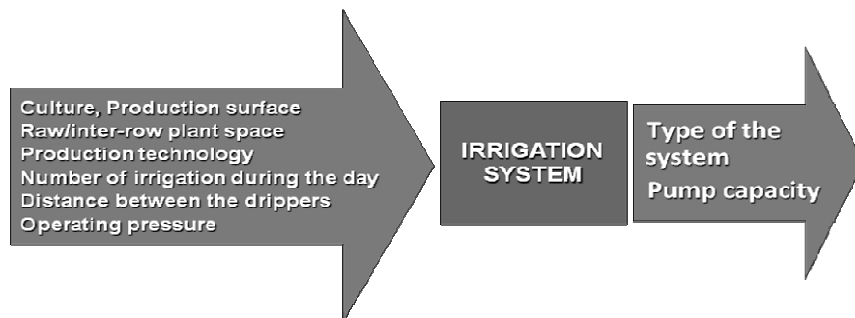 Culture, Production surface
Raw/inter-row plant space
Production technology
Number of irrigation during the day
Distance between the drippers
Operating pressure
IRRIGATION
SYSTEM
Type of the
system
Pump capacity